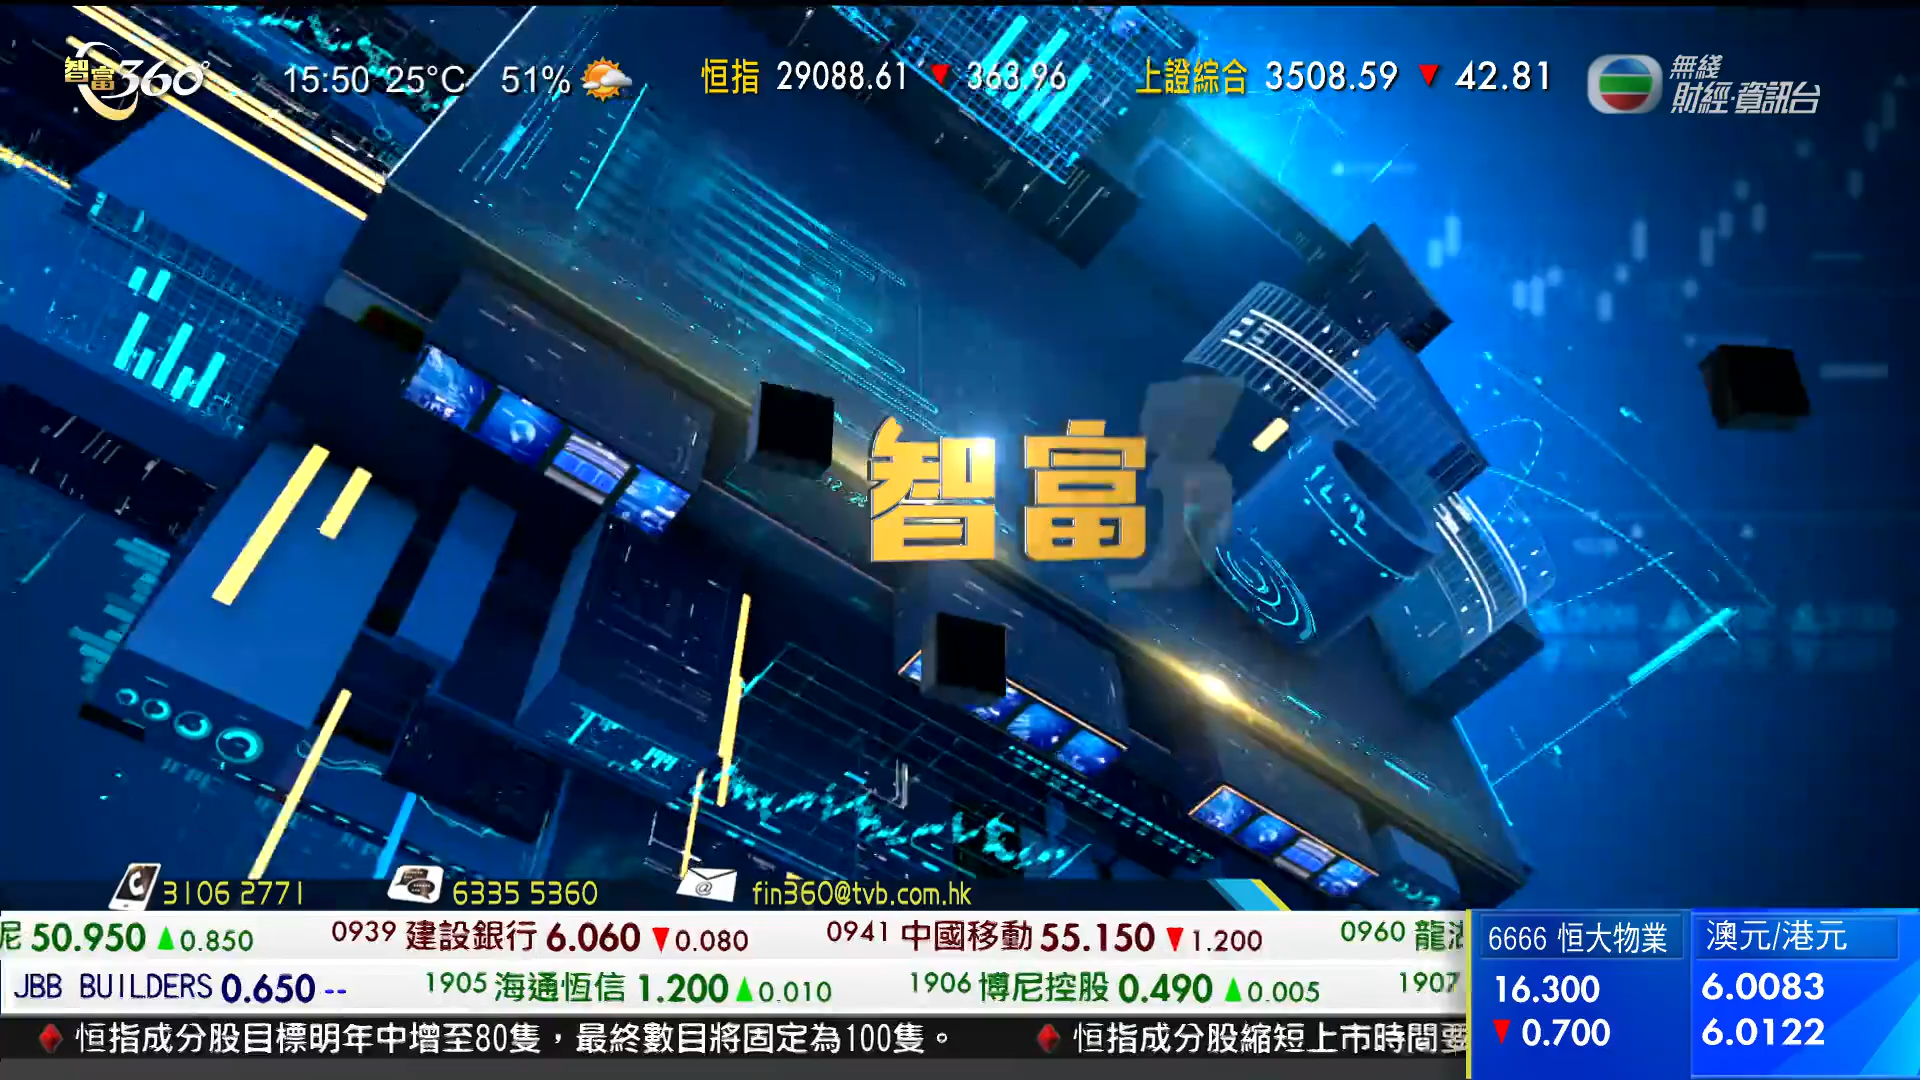 智富360°
15:50 25°C 51%
恒指 29088.61 ▼ 363.96
上證綜合 3508.59 ▼ 42.81
無綫
財經·資訊台
智富
3106 2771
6335 5360
fin360@tvb.com.hk
尼 50.950 ▲0.850 0939 建設銀行 6.060 ▼0.080 0941 中國移動 55.150 ▼1.200 0960 龍
JBB BUILDERS 0.650 -- 1905 海通恆信 1.200 ▲0.010 1906 博尼控股 0.490 ▲0.005 1907
恒指成分股目標明年中增至80隻，最終數目將固定為100隻。 恒指成分股縮短上市時間要
6666 恒大物業
16.300
▼ 0.700
澳元/港元
6.0083
6.0122